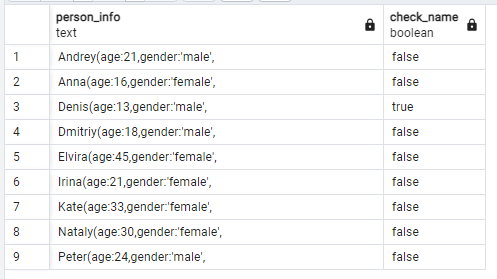 person_info check_name
text boolean
1 Andrey(age:21,gender:'male', false
2 Anna(age:16,gender:'female', false
3 Denis(age:13,gender:'male', true
4 Dmitriy(age:18,gender:'male', false
5 Elvira(age:45,gender:'female', false
6 Irina(age:21,gender:'female', false
7 Kate(age:33,gender:'female', false
8 Nataly(age:30,gender:'female', false
9 Peter(age:24,gender:'male', false